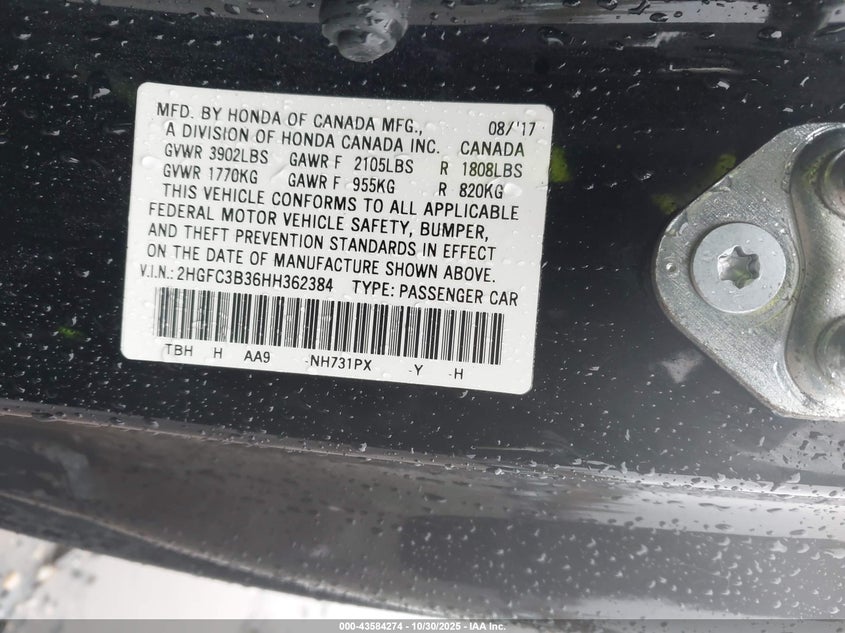 MFD. BY HONDA OF CANADA MFG., 08/'17
A DIVISION OF HONDA CANADA INC. CANADA
GVWR 3902LBS GAWR F 2105LBS R 1808LBS
GVWR 1770KG GAWR F 955KG R 820KG
THIS VEHICLE CONFORMS TO ALL APPLICABLE
FEDERAL MOTOR VEHICLE SAFETY, BUMPER,
AND THEFT PREVENTION STANDARDS IN EFFECT
ON THE DATE OF MANUFACTURE SHOWN ABOVE.
V.I.N.: 2HGFC3B36HH362384 TYPE: PASSENGER CAR
TBH H AA9 -NH731PX -Y -H
000-43584274 - 10/30/2025 - IAA Inc.